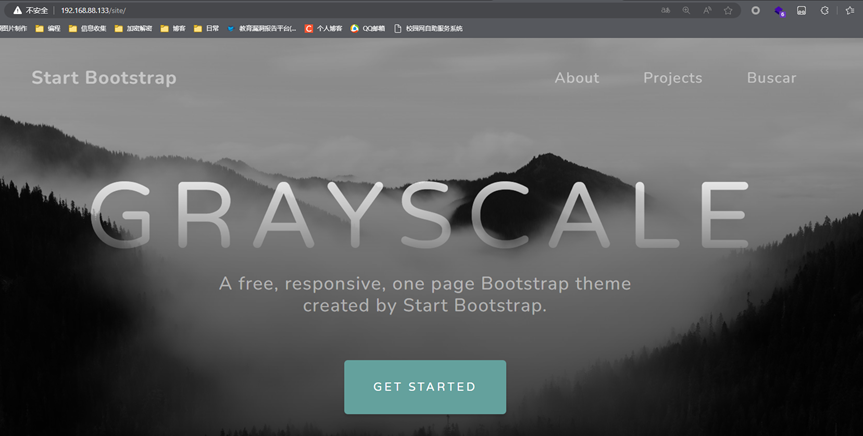 不安全 192.168.88.133/site/
图片制作 编程 信息收集 加密解密 博客 日常 教育漏洞报告平台(... 个人博客 QQ邮箱 校园网自助服务系统
Start Bootstrap About Projects Buscar
GRAYSCALE
A free, responsive, one page Bootstrap theme
created by Start Bootstrap.
GET STARTED